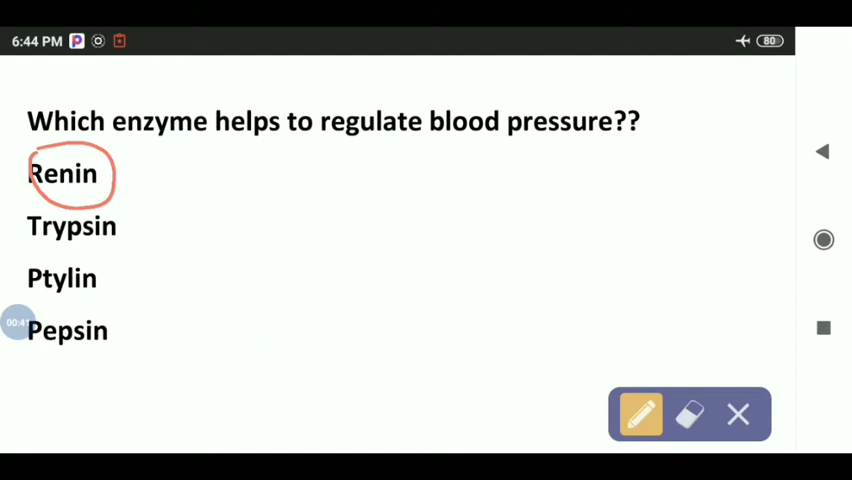 6:44 PM
80
Which enzyme helps to regulate blood pressure??
Renin
Trypsin
Ptylin
00:41
Pepsin